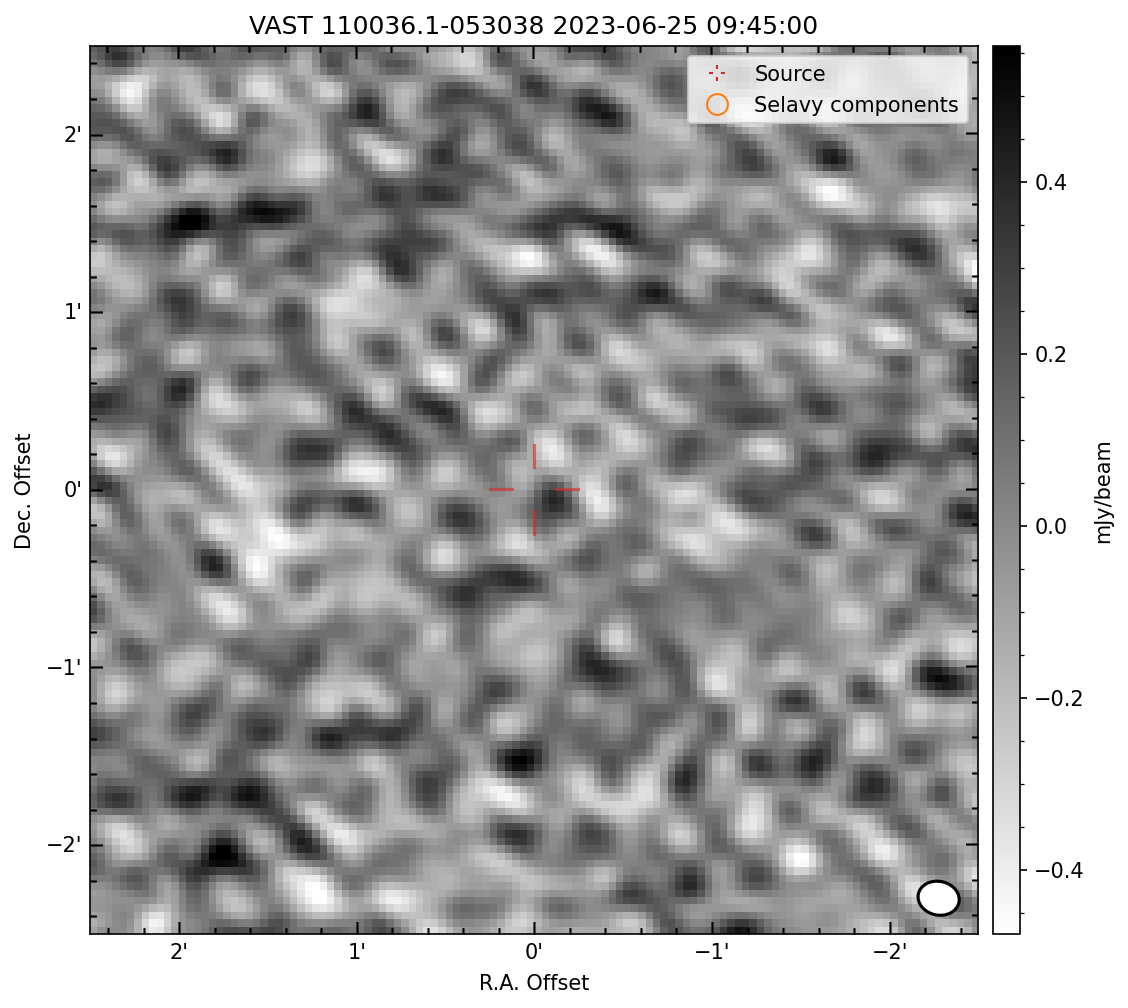 VAST 110036.1-053038 2023-06-25 09:45:00
Source
Selavy components
2'
1'
0'
−1'
−2'
Dec. Offset
2'
1'
0'
−1'
−2'
R.A. Offset
0.4
0.2
0.0
−0.2
−0.4
mJy/beam